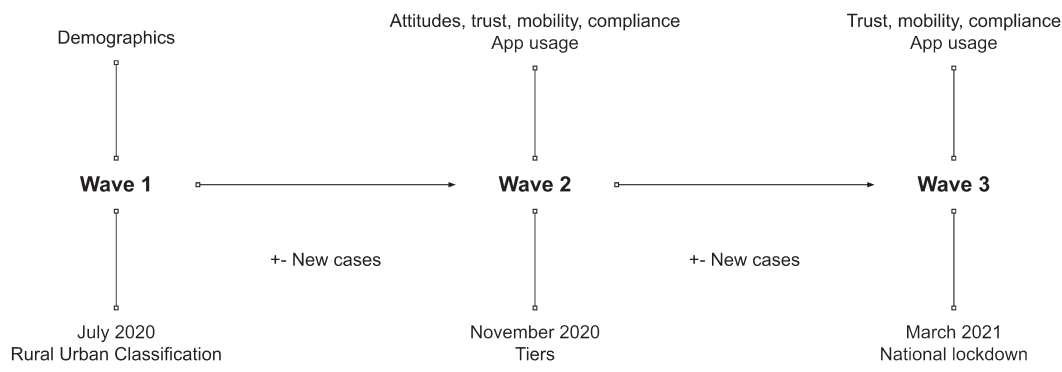 Demographics
Attitudes, trust, mobility, compliance
App usage
Trust, mobility, compliance
App usage
Wave 1
Wave 2
Wave 3
+- New cases
+- New cases
July 2020
Rural Urban Classification
November 2020
Tiers
March 2021
National lockdown